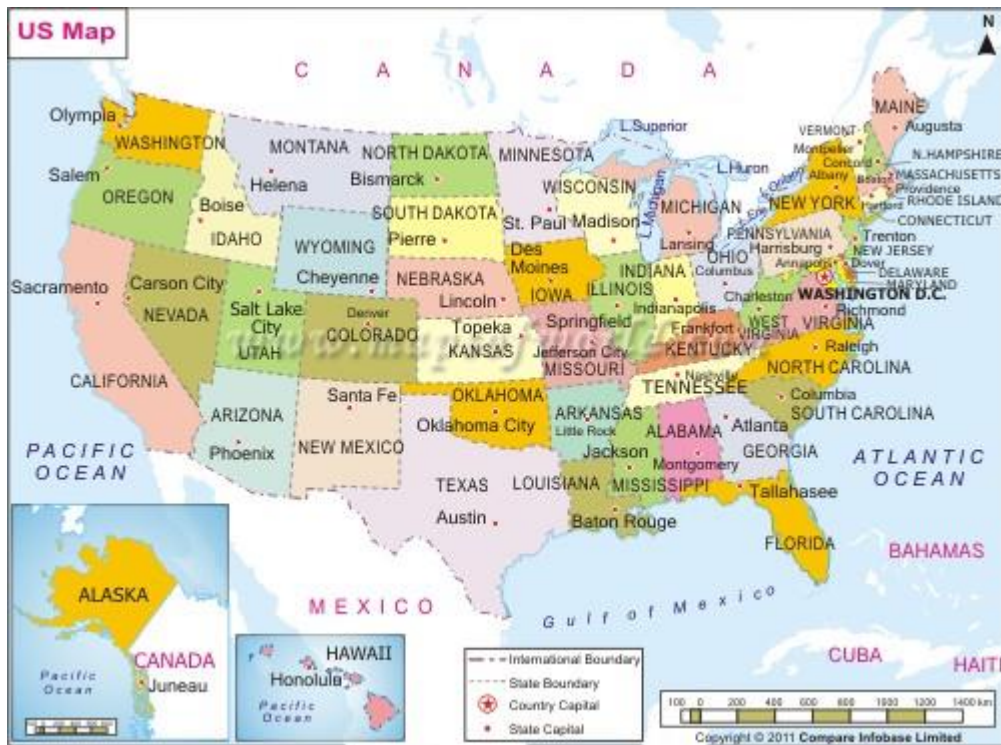 US Map
N
C A N A D A
Olympia
WASHINGTON
Salem
OREGON
MONTANA
Helena
Boise
IDAHO
NORTH DAKOTA
Bismarck
SOUTH DAKOTA
Pierre
WYOMING
Cheyenne
MINNESOTA
St. Paul
L.Superior
WISCONSIN
Madison
L.Michigan
L.Huron
MICHIGAN
Lansing
L. Erie
Ontario
MAINE
Augusta
VERMONT
Montpelier
N.HAMPSHIRE
Concord
MASSACHUSETTS
Boston
Albany
NEW YORK
Providence
RHODE ISLAND
Hartford
CONNECTICUT
PENNSYLVANIA
Harrisburg
Trenton
NEW JERSEY
Annapolis
Dover
DELAWARE
MARYLAND
WASHINGTON D.C.
Sacramento
Carson City
NEVADA
CALIFORNIA
Salt Lake
City
UTAH
Denver
COLORADO
NEBRASKA
Lincoln
Des
Moines
IOWA
ILLINOIS
Springfield
INDIANA
Indianapolis
OHIO
Columbus
Charleston
WEST
VIRGINIA
Richmond
VIRGINIA
Topeka
KANSAS
Jefferson City
MISSOURI
Frankfort
KENTUCKY
Raleigh
NORTH CAROLINA
Nashville
TENNESSEE
Columbia
SOUTH CAROLINA
ARIZONA
Phoenix
Santa Fe
NEW MEXICO
OKLAHOMA
Oklahoma City
ARKANSAS
Little Rock
Jackson
MISSISSIPPI
ALABAMA
Montgomery
Atlanta
GEORGIA
TEXAS
Austin
LOUISIANA
Baton Rouge
Tallahasee
FLORIDA
PACIFIC
OCEAN
ATLANTIC
OCEAN
MEXICO
Gulf of Mexico
BAHAMAS
CUBA
HAITI
ALASKA
CANADA
Juneau
Pacific
Ocean
HAWAII
Honolulu
Pacific
Ocean
International Boundary
State Boundary
Country Capital
State Capital
100 0 200 400 600 800 1000 1200 1400 km
Copyright © 2011 Compare Infobase Limited